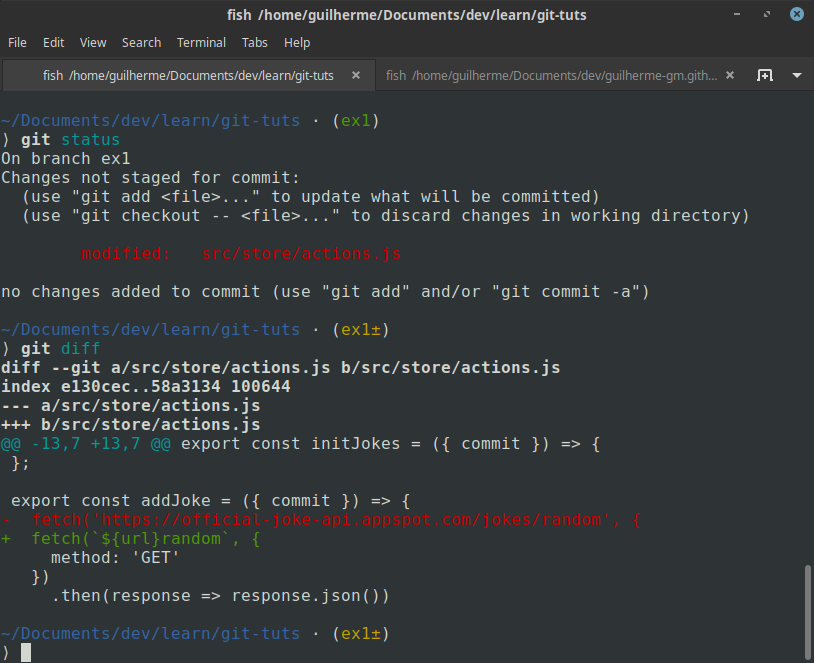 fish /home/guilherme/Documents/dev/learn/git-tuts
File Edit View Search Terminal Tabs Help
fish /home/guilherme/Documents/dev/learn/git-tuts × fish /home/guilherme/Documents/dev/guilherme-gm.gith... ×
~/Documents/dev/learn/git-tuts · (ex1)
⟩ git status
On branch ex1
Changes not staged for commit:
  (use "git add <file>..." to update what will be committed)
  (use "git checkout -- <file>..." to discard changes in working directory)
        modified:   src/store/actions.js
no changes added to commit (use "git add" and/or "git commit -a")
~/Documents/dev/learn/git-tuts · (ex1±)
⟩ git diff
diff --git a/src/store/actions.js b/src/store/actions.js
index e130cec..58a3134 100644
--- a/src/store/actions.js
+++ b/src/store/actions.js
@@ -13,7 +13,7 @@ export const initJokes = ({ commit }) => {
 };
 export const addJoke = ({ commit }) => {
-  fetch('https://official-joke-api.appspot.com/jokes/random', {
+  fetch(`${url}random`, {
     method: 'GET'
   })
     .then(response => response.json())
~/Documents/dev/learn/git-tuts · (ex1±)
⟩